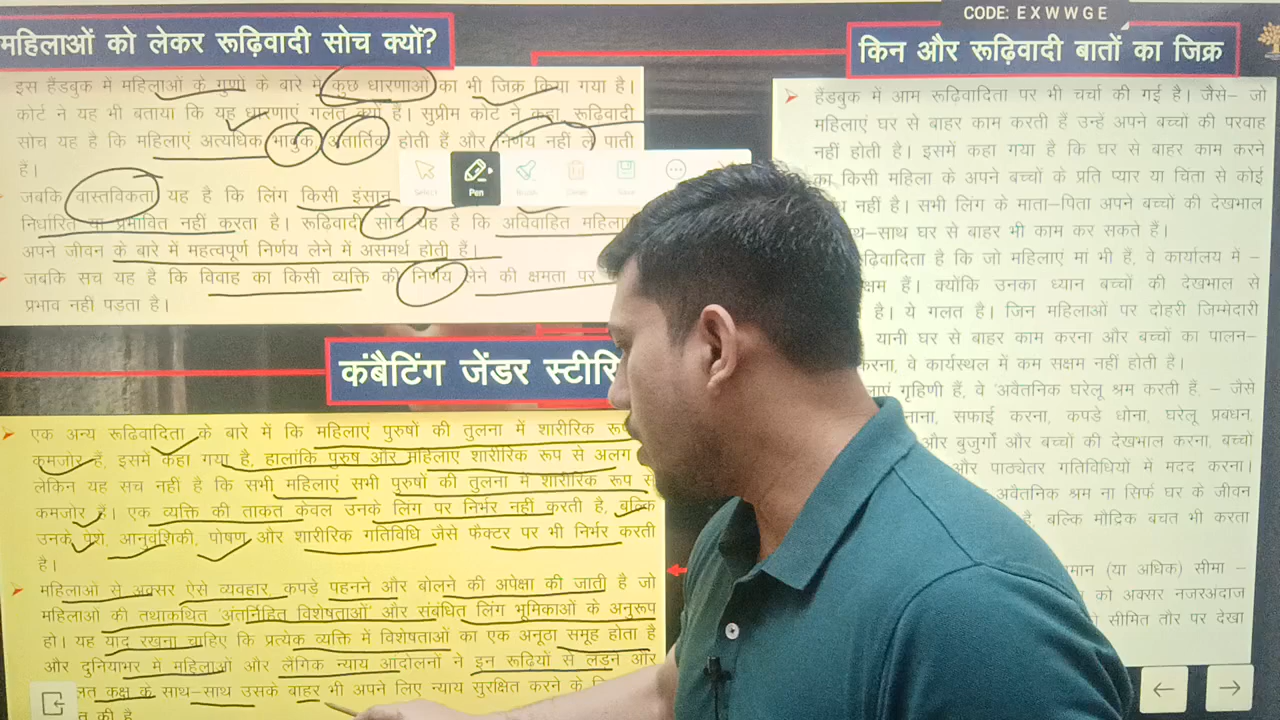 CODE: E X W W G E
महिलाओं को लेकर रूढ़िवादी सोच क्यों?
इस हैंडबुक में महिलाओं के गुणों के बारे में कुछ धारणाओं का भी जिक्र किया गया है।
कोर्ट ने यह भी बताया कि यह धारणाएं गलत क्यों हैं। सुप्रीम कोर्ट ने कहा रूढ़िवादी
सोच यह है कि महिलाएं अत्यधिक भावुक अतार्तिक होती हैं और निर्णय नहीं ले पाती
हैं।
जबकि वास्तविकता यह है कि लिंग किसी इंसान
निर्धारित या प्रभावित नहीं करता है। रूढ़िवादी सोच यह है कि अविवाहित महिलाएं
अपने जीवन के बारे में महत्वपूर्ण निर्णय लेने में असमर्थ होती हैं।
जबकि सच यह है कि विवाह का किसी व्यक्ति की निर्णय लेने की क्षमता पर
प्रभाव नहीं पड़ता है।
Select
Pen
Save
कंबैटिंग जेंडर स्टीरि
एक अन्य रूढिवादिता के बारे में कि महिलाएं पुरुषों की तुलना में शारीरिक रूप
कमजोर हैं, इसमें कहा गया है, हालांकि पुरुष और महिलाएं शारीरिक रूप से अलग
लेकिन यह सच नही है कि सभी महिलाएं सभी पुरुषों की तुलना में शारीरिक रूप से
कमजोर हैं। एक व्यक्ति की ताकत केवल उनके लिंग पर निर्भर नहीं करती है, बल्कि
उनके पेशे, आनुवंशिकी, पोषण और शारीरिक गतिविधि जैसे फैक्टर पर भी निर्भर करती
है।
महिलाओं से अक्सर ऐसे व्यवहार, कपडे पहनने और बोलने की अपेक्षा की जाती है जो
महिलाओं की तथाकथित 'अंतर्निहित विशेषताओं' और संबंधित लिंग भूमिकाओं के अनुरूप
हो। यह याद रखना चाहिए कि प्रत्येक व्यक्ति में विशेषताओं का एक अनूठा समूह होता है
और दुनियाभर में महिलाओं और लैंगिक न्याय आंदोलनों ने इन रूढ़ियों से लड़ने और
कक्ष के साथ-साथ उसके बाहर भी अपने लिए न्याय सुरक्षित करने के
की है
किन और रूढ़िवादी बातों का जिक्र
हैंडबुक में आम रूढिवादिता पर भी चर्चा की गई है। जैसे- जो
महिलाएं घर से बाहर काम करती हैं उन्हें अपने बच्चों की परवाह
नहीं होती है। इसमें कहा गया है कि घर से बाहर काम करने
का किसी महिला के अपने बच्चों के प्रति प्यार या चिंता से कोई
नहीं है। सभी लिंग के माता-पिता अपने बच्चों की देखभाल
साथ-साथ घर से बाहर भी काम कर सकते हैं।
रूढ़िवादिता है कि जो महिलाएं मां भी हैं, वे कार्यालय में -
क्षम हैं। क्योंकि उनका ध्यान बच्चों की देखभाल से
है। ये गलत है। जिन महिलाओं पर दोहरी जिम्मेदारी
यानी घर से बाहर काम करना और बच्चों का पालन-
करना, वे कार्यस्थल में कम सक्षम नहीं होती है।
गृहिणी हैं, वे 'अवैतनिक घरेलू श्रम करती हैं. - जैसे
सफाई करना, कपडे धोना, घरेलू प्रबधन,
और बुजुर्गों और बच्चों की देखभाल करना, बच्चों
और पाठ्येतर गतिविधियों में मदद करना।
अवैतनिक श्रम ना सिर्फ घर के जीवन
है, बल्कि मौद्रिक बचत भी करता
(या अधिक) सीमा -
को अक्सर नजरअदाज
सीमित तौर पर देखा